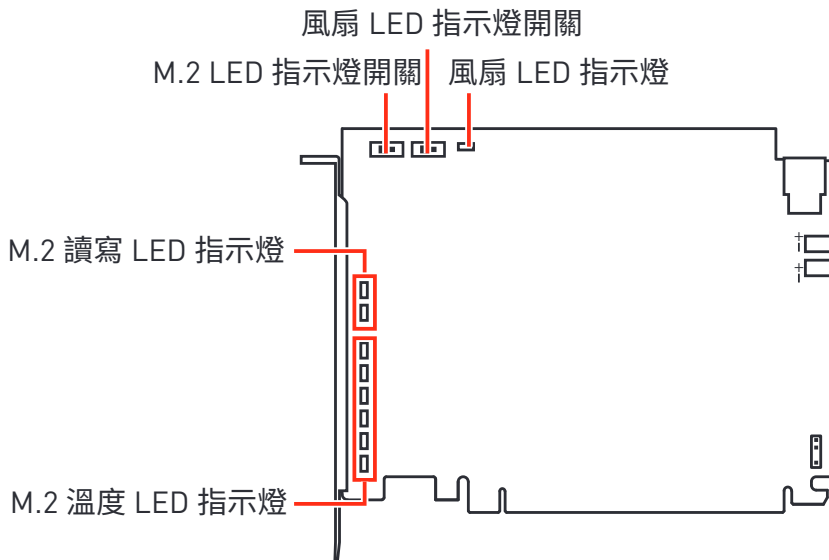 風扇 LED 指示燈開關
M.2 LED 指示燈開關
風扇 LED 指示燈
M.2 讀寫 LED 指示燈
M.2 溫度 LED 指示燈